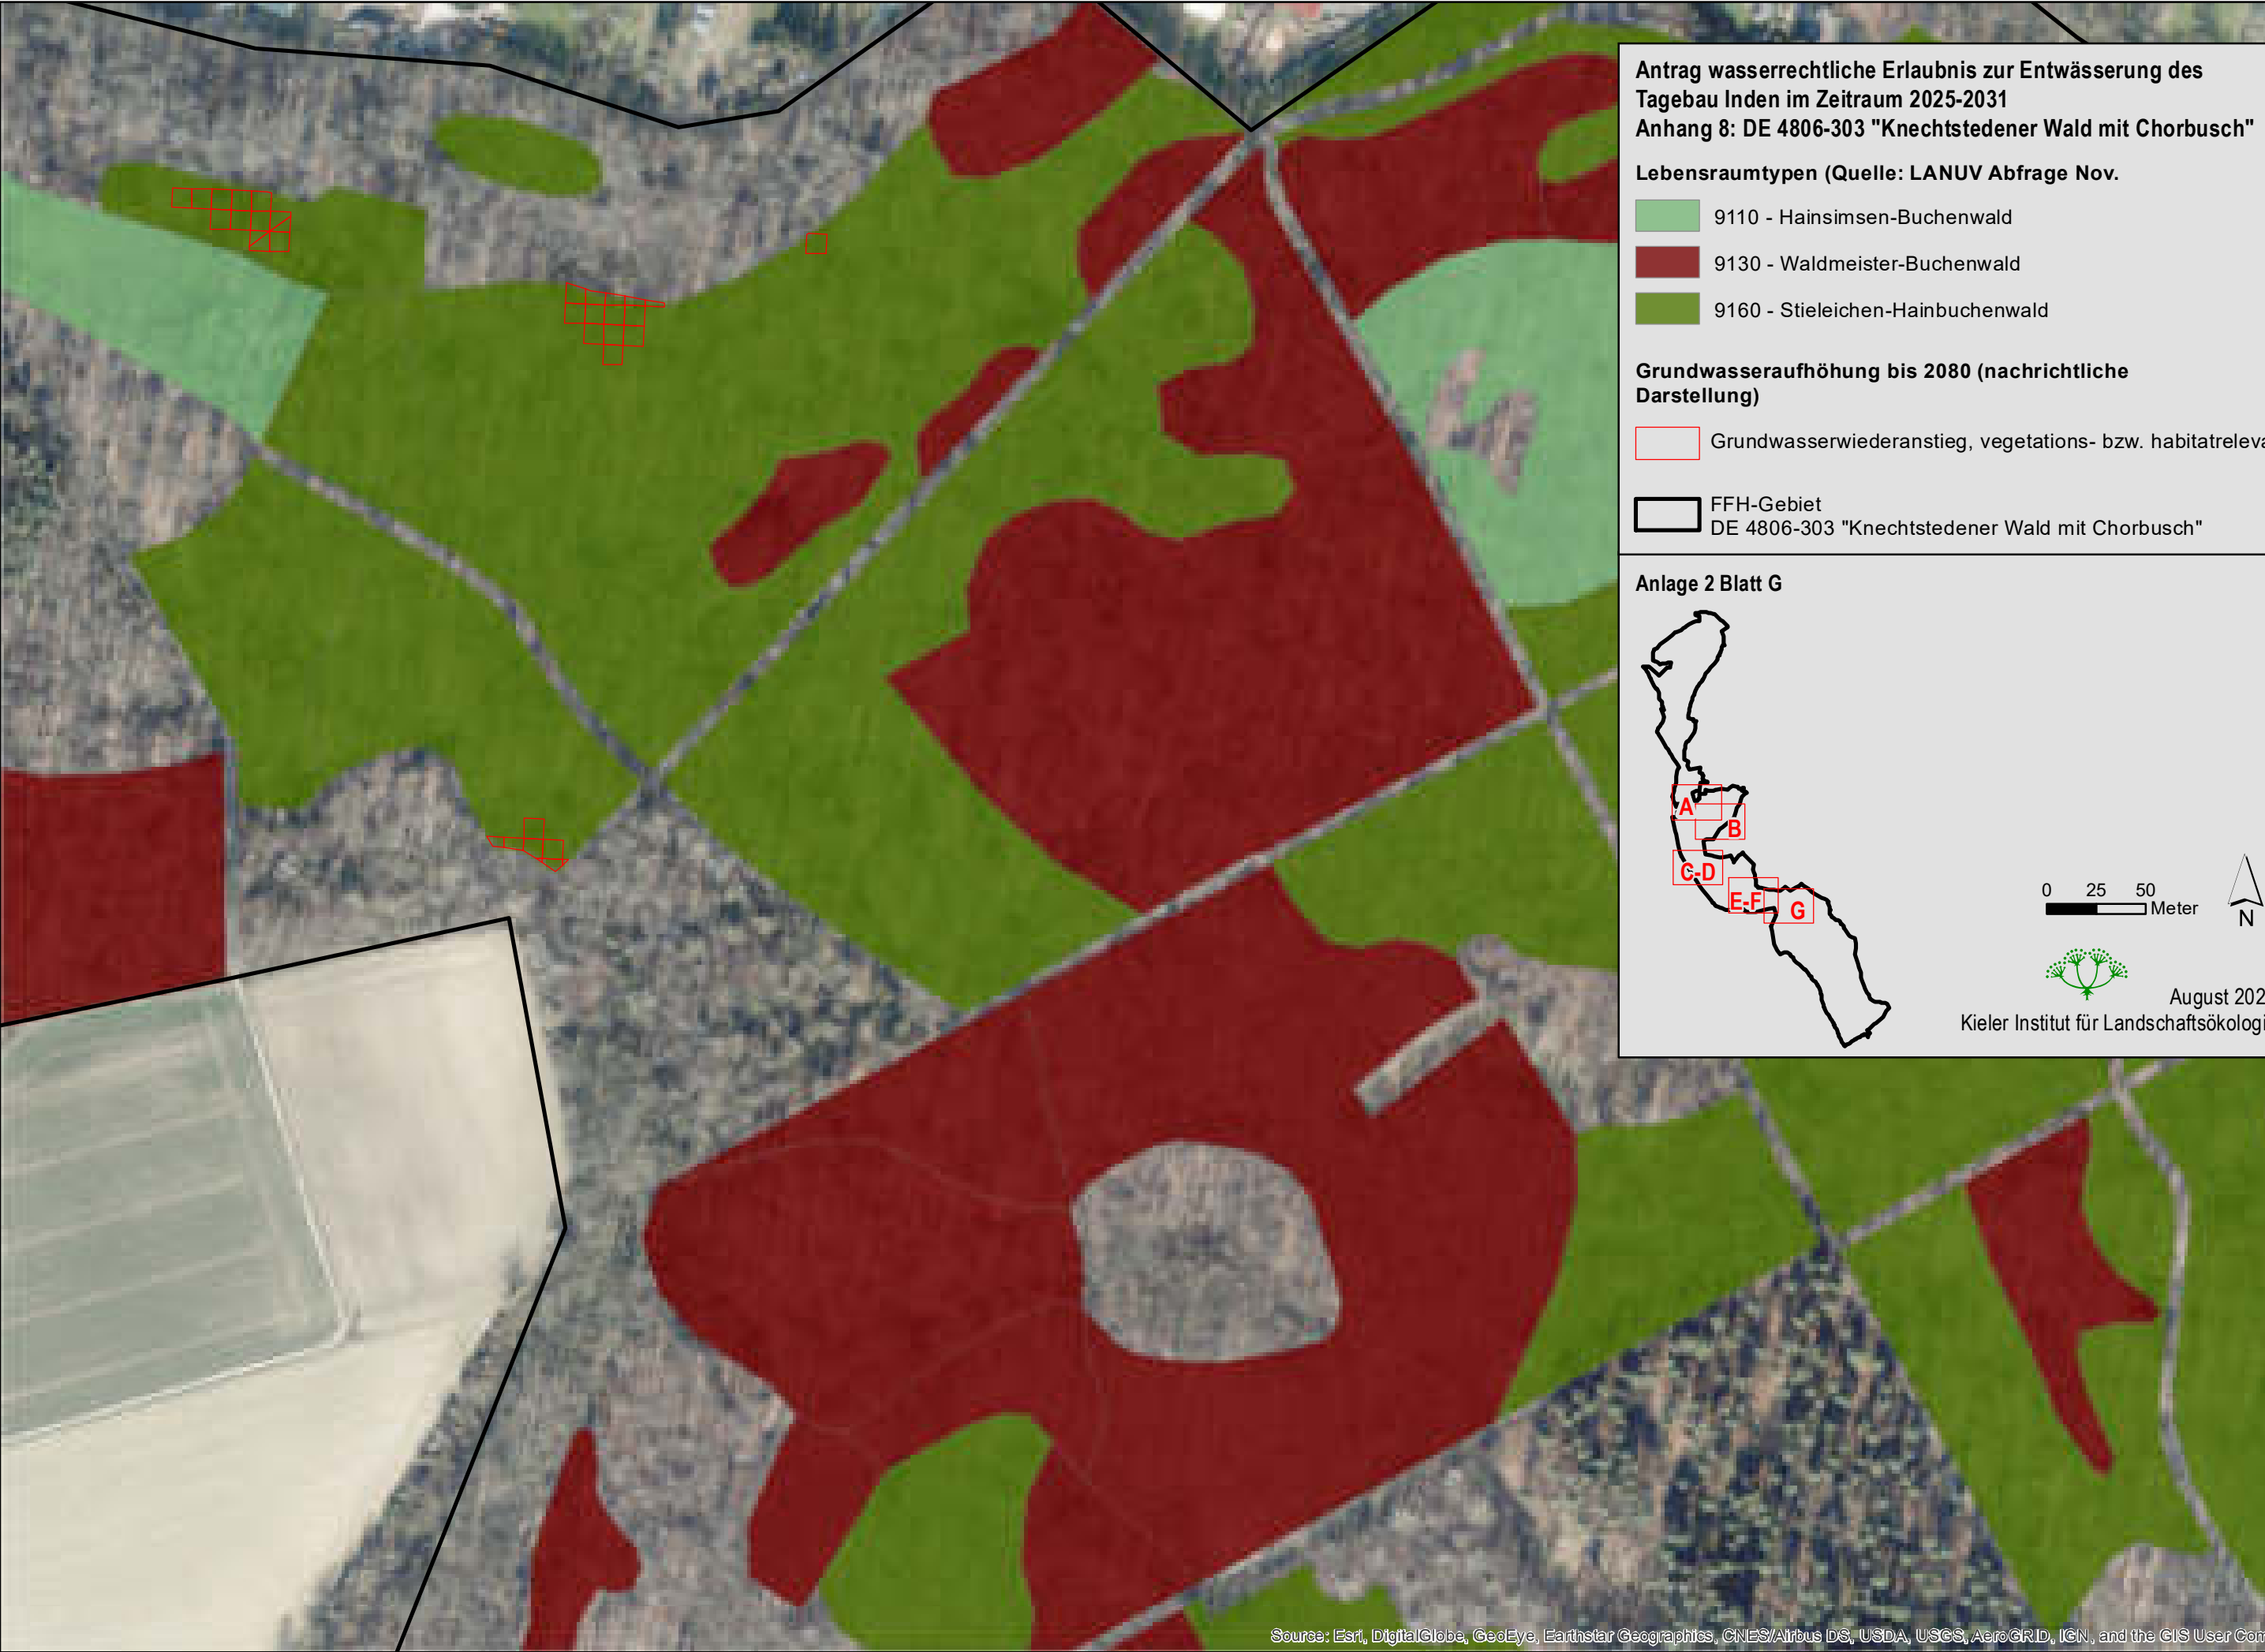 Antrag wasserrechtliche Erlaubnis zur Entwässerung des
Tagebau Inden im Zeitraum 2025-2031
Anhang 8: DE 4806-303 "Knechtstedener Wald mit Chorbusch"
Lebensraumtypen (Quelle: LANUV Abfrage Nov.
9110 - Hainsimsen-Buchenwald
9130 - Waldmeister-Buchenwald
9160 - Stieleichen-Hainbuchenwald
Grundwasseraufhöhung bis 2080 (nachrichtliche
Darstellung)
Grundwasserwiederanstieg, vegetations- bzw. habitatreleva
FFH-Gebiet
DE 4806-303 "Knechtstedener Wald mit Chorbusch"
Anlage 2 Blatt G
A
B
C-D
E-F
G
0 25 50
Meter
N
August 202
Kieler Institut für Landschaftsökologi
Source: Esri, DigitalGlobe, GeoEye, Earthstar Geographics, CNES/Airbus DS, USDA, USGS, AeroGRID, IGN, and the GIS User Com